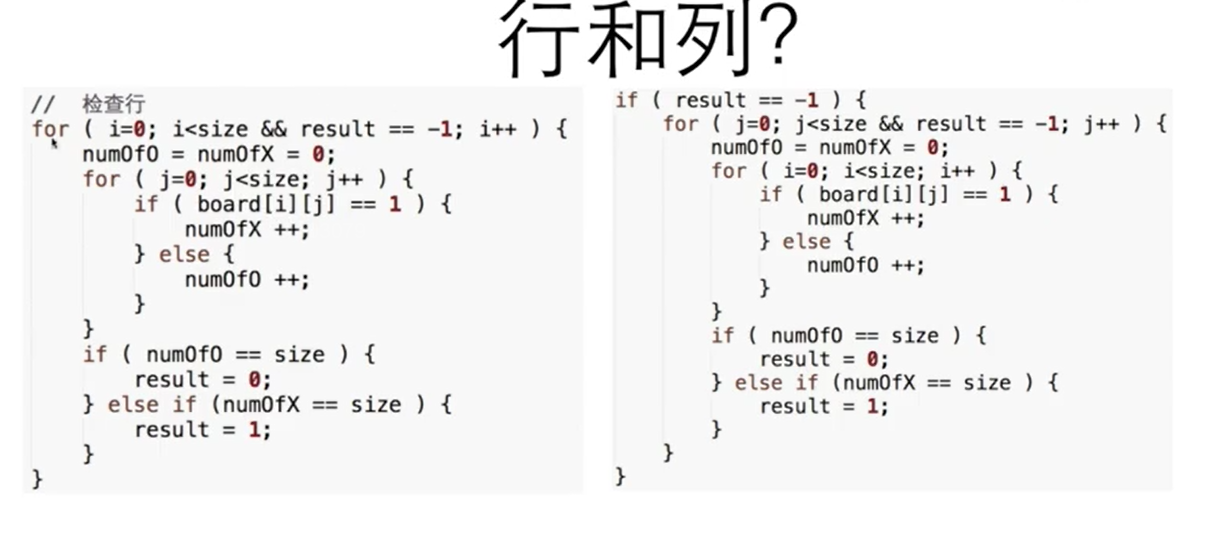 行和列?
//  检查行
for ( i=0; i<size && result == -1; i++ ) {
    numOfO = numOfX = 0;
    for ( j=0; j<size; j++ ) {
        if ( board[i][j] == 1 ) {
            numOfX ++;
        } else {
            numOfO ++;
        }
    }
    if ( numOfO == size ) {
        result = 0;
    } else if (numOfX == size ) {
        result = 1;
    }
}
if ( result == -1 ) {
    for ( j=0; j<size && result == -1; j++ ) {
        numOfO = numOfX = 0;
        for ( i=0; i<size; i++ ) {
            if ( board[i][j] == 1 ) {
                numOfX ++;
            } else {
                numOfO ++;
            }
        }
        if ( numOfO == size ) {
            result = 0;
        } else if (numOfX == size ) {
            result = 1;
        }
    }
}